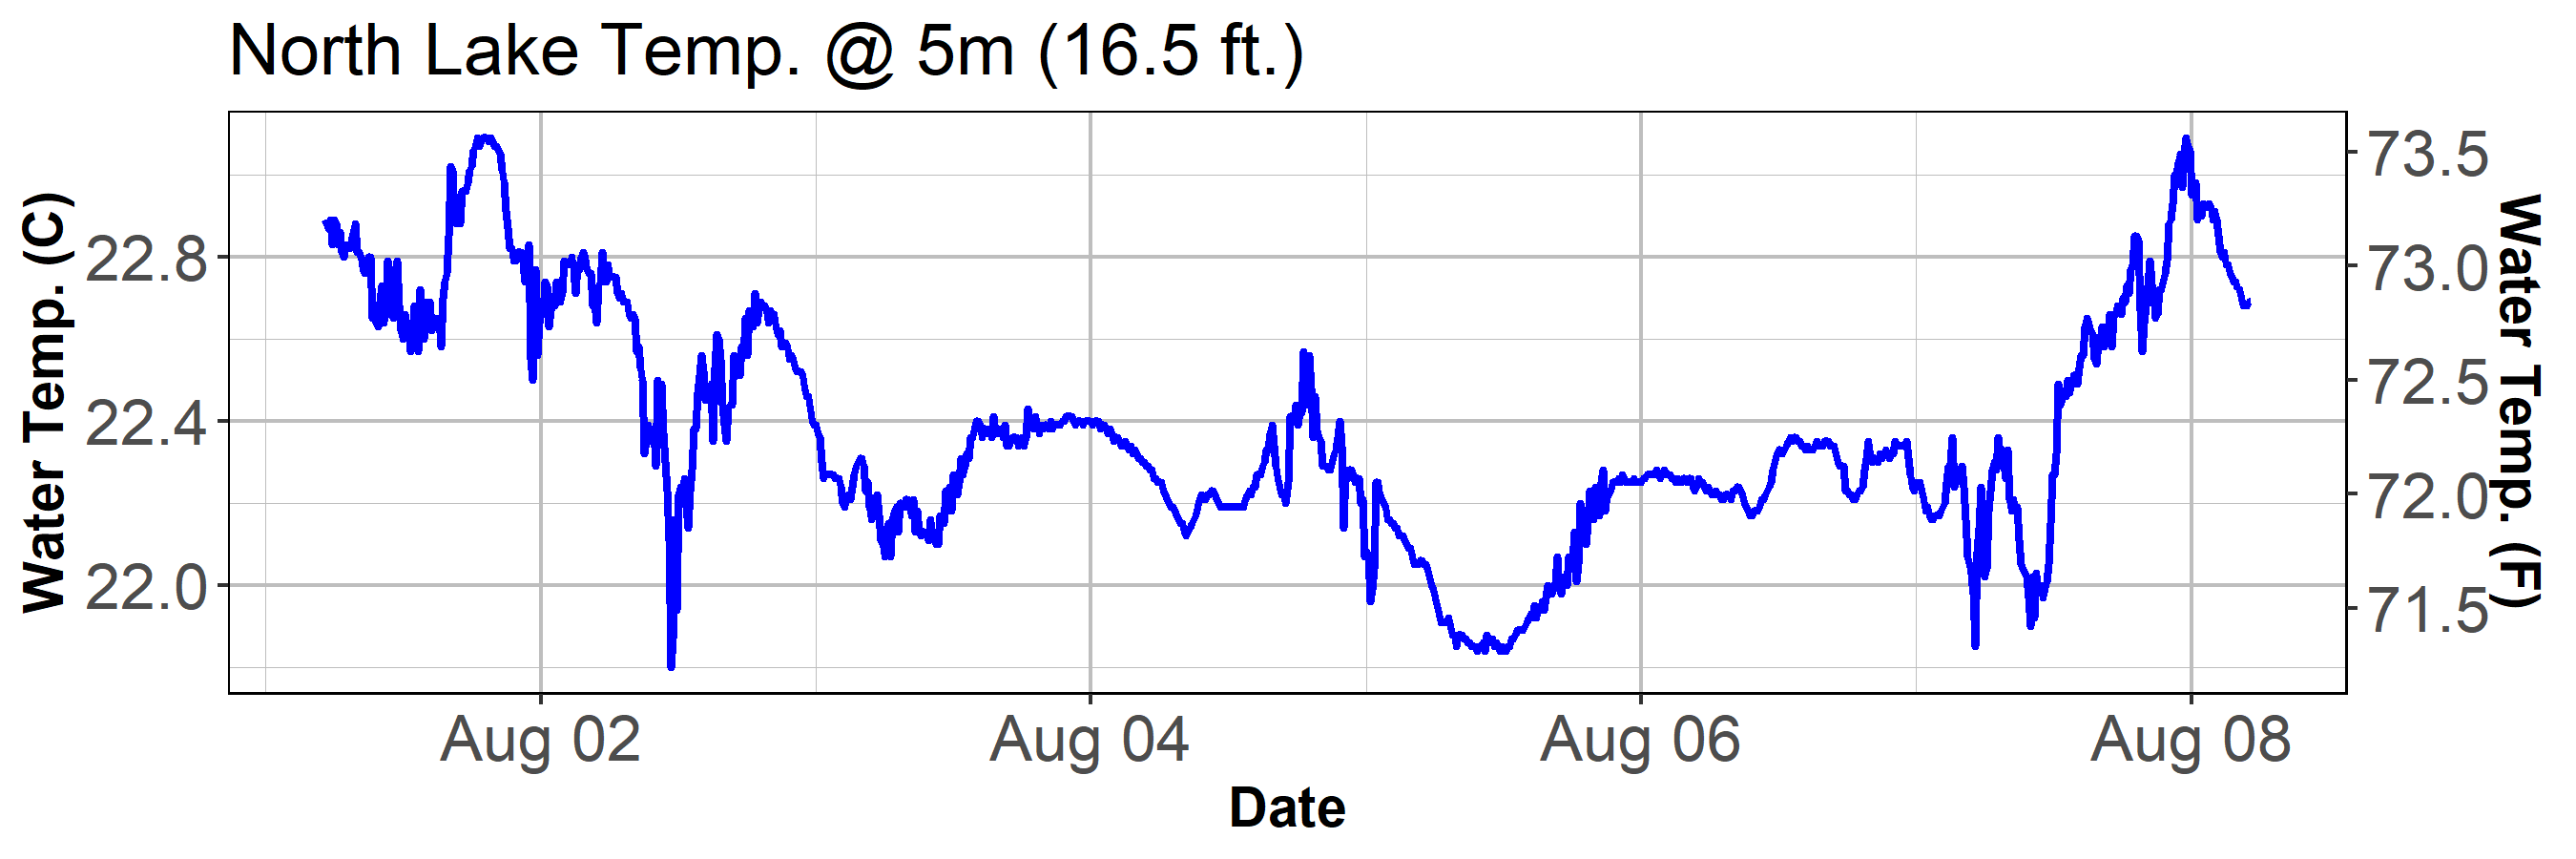 North Lake Temp. @ 5m (16.5 ft.)
Water Temp. (C)
22.8
22.4
22.0
73.5
73.0
72.5
72.0
71.5
Water Temp. (F)
Aug 02 Aug 04 Aug 06 Aug 08
Date